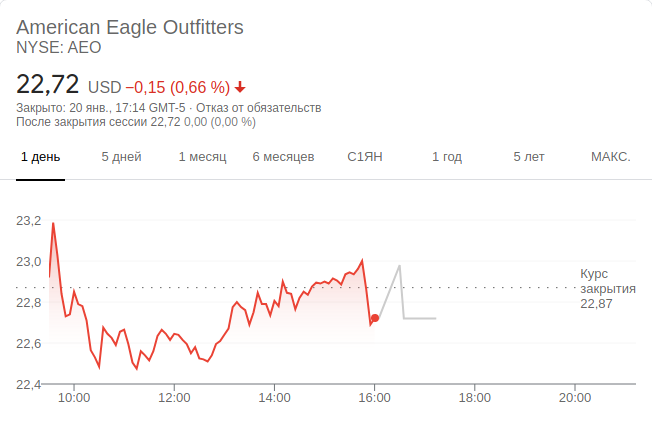 American Eagle Outfitters
NYSE: AEO
22,72 USD −0,15 (0,66 %)
Закрыто: 20 янв., 17:14 GMT-5 · Отказ от обязательств
После закрытия сессии 22,72 0,00 (0,00 %)
1 день 5 дней 1 месяц 6 месяцев С1ЯН 1 год 5 лет МАКС.
23,2
23,0
Курс
закрытия
22,87
22,8
22,6
22,4
10:00 12:00 14:00 16:00 18:00 20:00